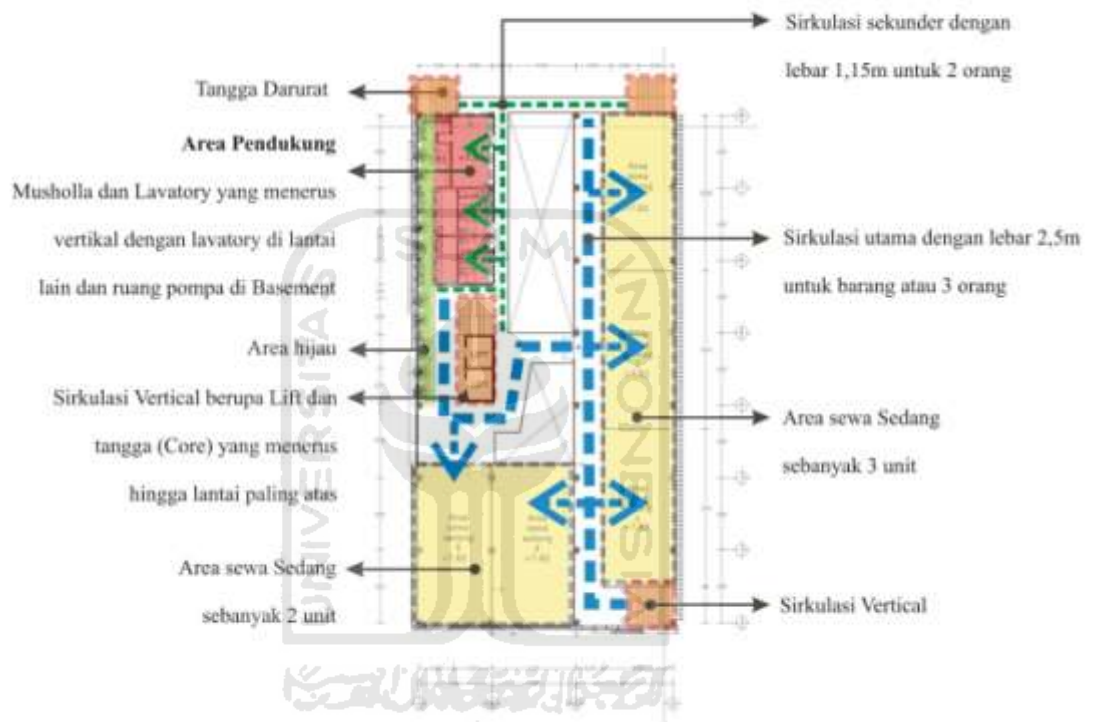 Sirkulasi sekunder dengan
lebar 1,15m untuk 2 orang
Tangga Darurat
Area Pendukung
Musholla dan Lavatory yang menerus
vertikal dengan lavatory di lantai
lain dan ruang pompa di Basement
Area hijau
Sirkulasi Vertical berupa Lift dan
tangga (Core) yang menerus
hingga lantai paling atas
Area sewa Sedang
sebanyak 2 unit
Sirkulasi utama dengan lebar 2,5m
untuk barang atau 3 orang
Area sewa Sedang
sebanyak 3 unit
Sirkulasi Vertical
UNIVERSITAS
ISLAM
INDONESIA